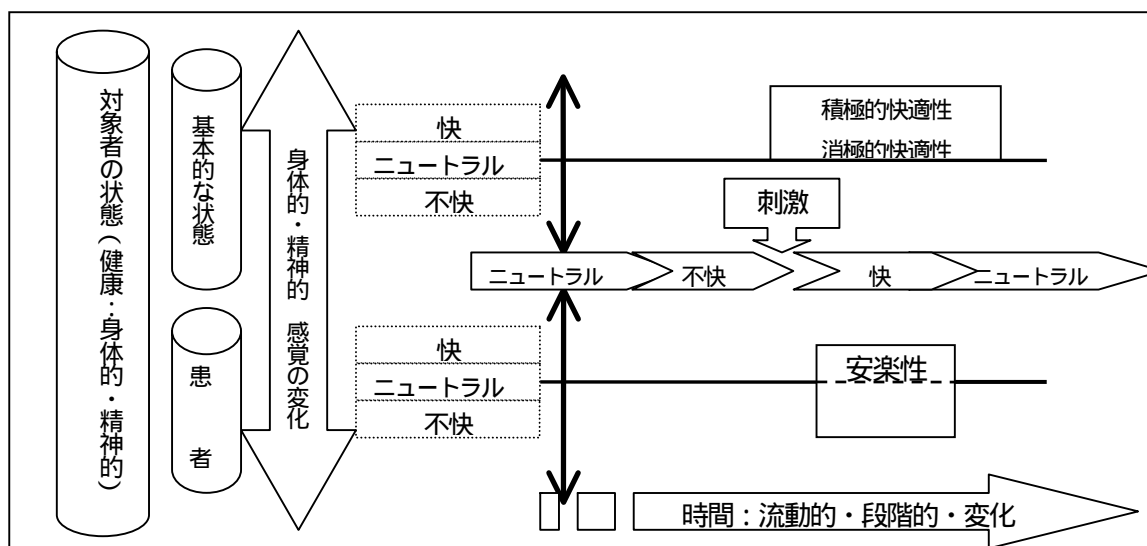 対象者の状態(健康:身体的・精神的)
基本的な状態
患者
身体的・精神的 感覚の変化
快
ニュートラル
不快
積極的快適性
消極的快適性
刺激
ニュートラル
不快
快
ニュートラル
快
ニュートラル
不快
安楽性
時間:流動的・段階的・変化